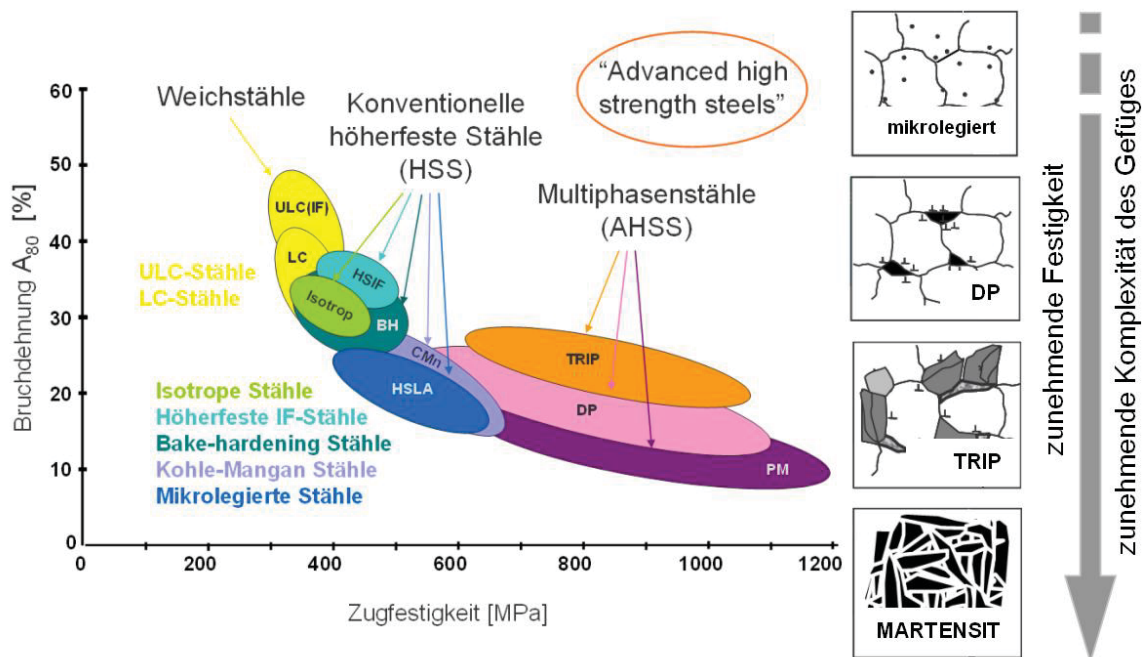 Weichstähle
Konventionelle
höherfeste Stähle
(HSS)
“Advanced high
strength steels”
Multiphasenstähle
(AHSS)
Bruchdehnung A80 [%]
60
50
40
30
20
10
0
ULC(IF)
LC
HSIF
Isotrop
BH
CMn
HSLA
TRIP
DP
PM
ULC-Stähle
LC-Stähle
Isotrope Stähle
Höherfeste IF-Stähle
Bake-hardening Stähle
Kohle-Mangan Stähle
Mikrolegierte Stähle
0 200 400 600 800 1000 1200
Zugfestigkeit [MPa]
mikrolegiert
DP
TRIP
MARTENSIT
zunehmende Festigkeit
zunehmende Komplexität des Gefüges